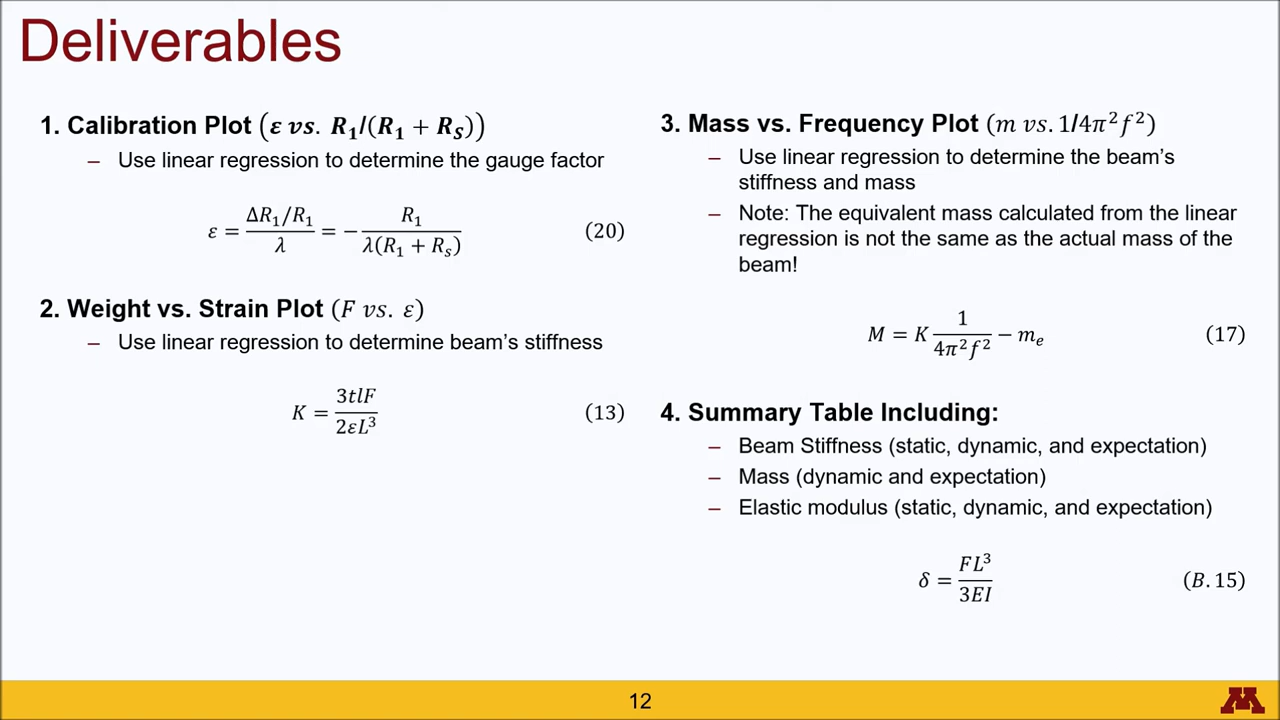 Deliverables
1. Calibration Plot (ε vs. R₁/(R₁ + R_S))
– Use linear regression to determine the gauge factor
ε = (ΔR₁/R₁)/λ = − R₁/(λ(R₁ + R_s)) (20)
2. Weight vs. Strain Plot (F vs. ε)
– Use linear regression to determine beam's stiffness
K = 3tlF/(2εL³) (13)
3. Mass vs. Frequency Plot (m vs. 1/4π²f²)
– Use linear regression to determine the beam's
stiffness and mass
– Note: The equivalent mass calculated from the linear
regression is not the same as the actual mass of the
beam!
M = K 1/(4π²f²) − m_e (17)
4. Summary Table Including:
– Beam Stiffness (static, dynamic, and expectation)
– Mass (dynamic and expectation)
– Elastic modulus (static, dynamic, and expectation)
δ = FL³/(3EI) (B.15)
12
M